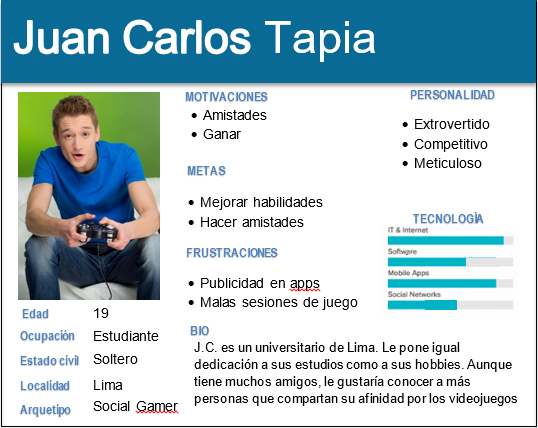 Juan Carlos Tapia
MOTIVACIONES
• Amistades
• Ganar
METAS
• Mejorar habilidades
• Hacer amistades
FRUSTRACIONES
• Publicidad en apps
• Malas sesiones de juego
PERSONALIDAD
• Extrovertido
• Competitivo
• Meticuloso
TECNOLOGÍA
IT & Internet
Software
Mobile Apps
Social Networks
Edad 19
Ocupación Estudiante
Estado civil Soltero
Localidad Lima
Arquetipo Social Gamer
BIO
J.C. es un universitario de Lima. Le pone igual
dedicación a sus estudios como a sus hobbies. Aunque
tiene muchos amigos, le gustaría conocer a más
personas que compartan su afinidad por los videojuegos